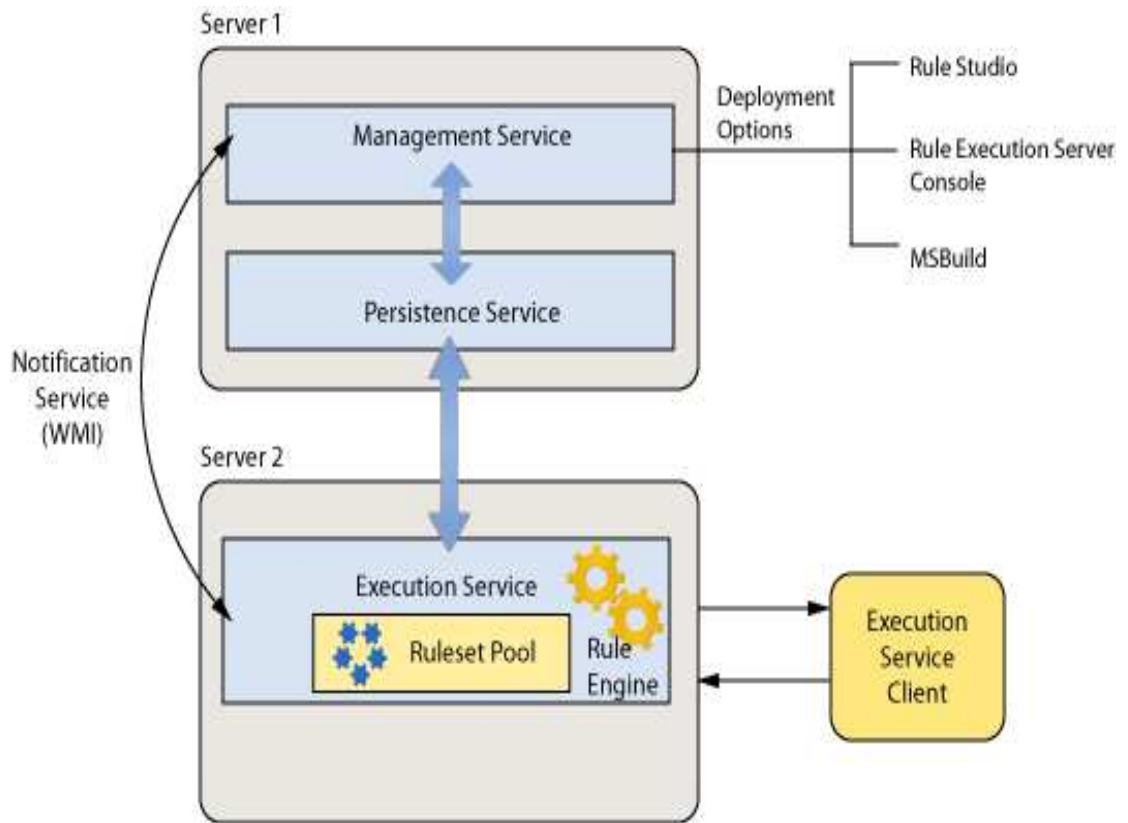 Server 1
Management Service
Deployment
Options
Rule Studio
Rule Execution Server
Console
MSBuild
Persistence Service
Notification
Service
(WMI)
Server 2
Execution Service
Ruleset Pool
Rule
Engine
Execution
Service
Client